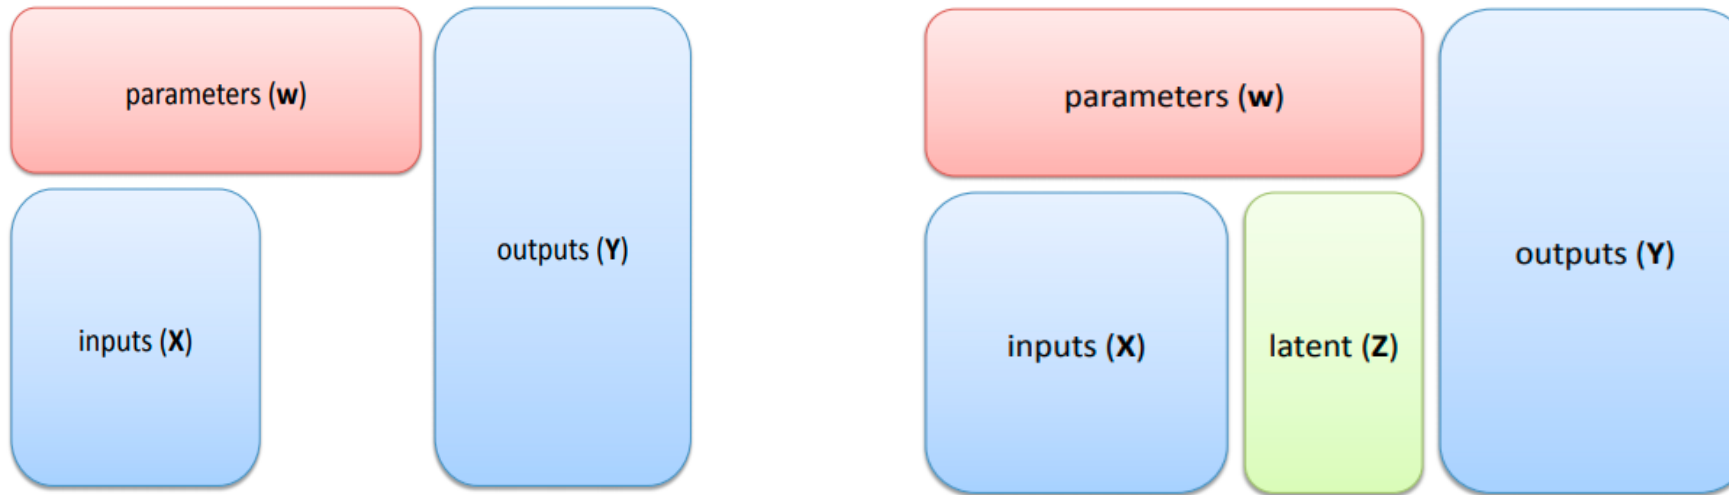 parameters (w)
outputs (Y)
inputs (X)
parameters (w)
outputs (Y)
inputs (X)
latent (Z)